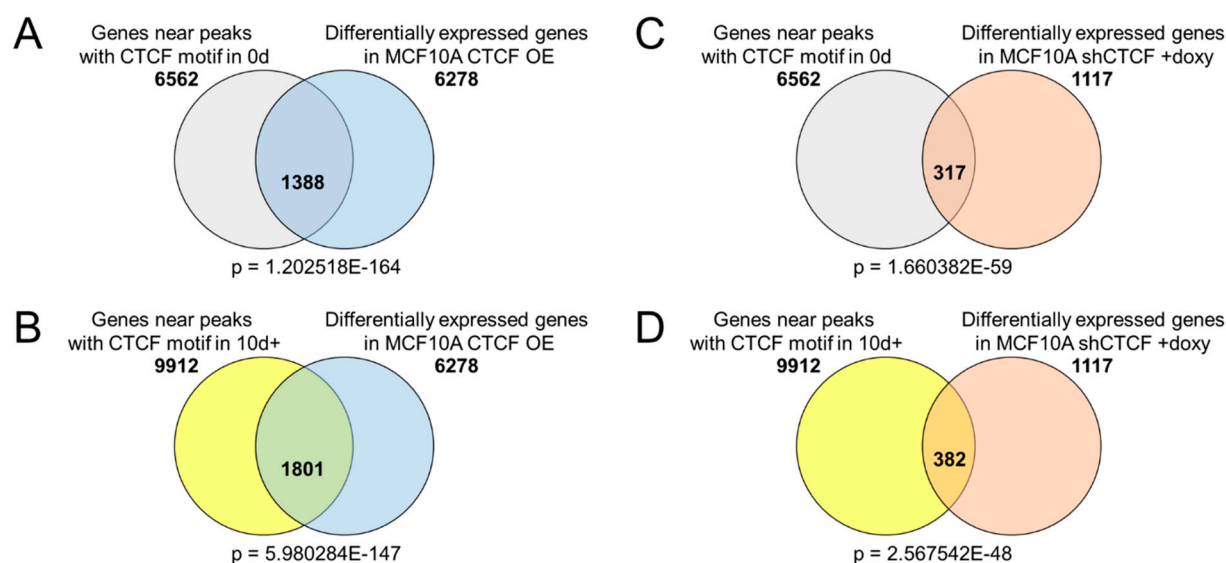 A
Genes near peaks
with CTCF motif in 0d
6562
Differentially expressed genes
in MCF10A CTCF OE
6278
1388
p = 1.202518E-164
B
Genes near peaks
with CTCF motif in 10d+
9912
Differentially expressed genes
in MCF10A CTCF OE
6278
1801
p = 5.980284E-147
C
Genes near peaks
with CTCF motif in 0d
6562
Differentially expressed genes
in MCF10A shCTCF +doxy
1117
317
p = 1.660382E-59
D
Genes near peaks
with CTCF motif in 10d+
9912
Differentially expressed genes
in MCF10A shCTCF +doxy
1117
382
p = 2.567542E-48